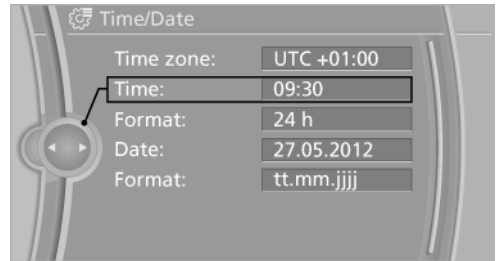 Time/Date
Time zone: UTC +01:00
Time: 09:30
Format: 24 h
Date: 27.05.2012
Format: tt.mm.jjjj